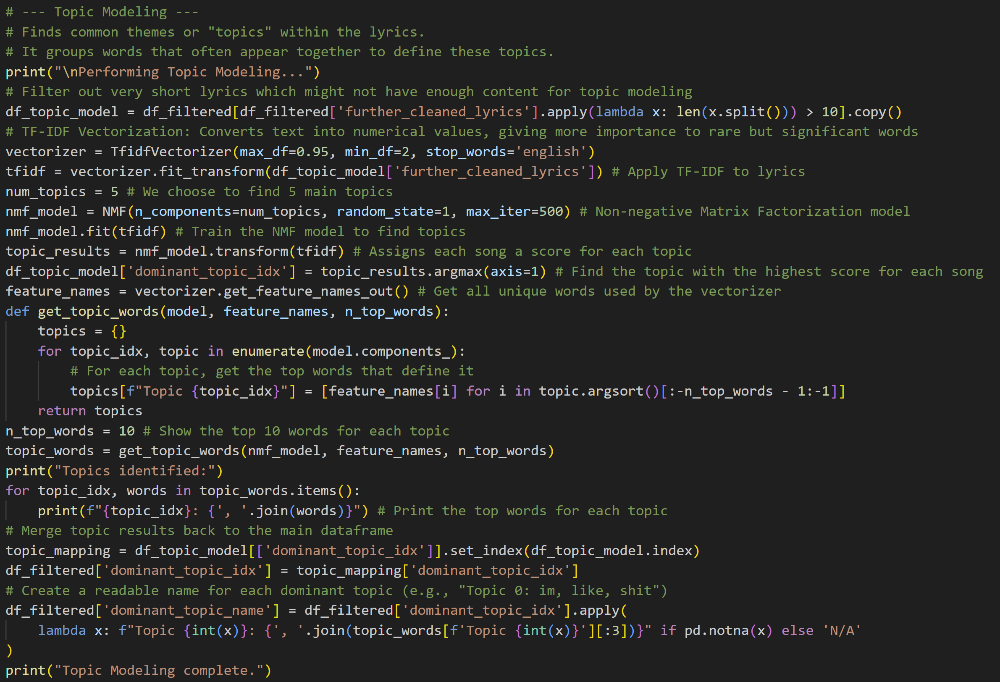 # --- Topic Modeling ---
# Finds common themes or "topics" within the lyrics.
# It groups words that often appear together to define these topics.
print("\nPerforming Topic Modeling...")
# Filter out very short lyrics which might not have enough content for topic modeling
df_topic_model = df_filtered[df_filtered['further_cleaned_lyrics'].apply(lambda x: len(x.split())) > 10].copy()
# TF-IDF Vectorization: Converts text into numerical values, giving more importance to rare but significant words
vectorizer = TfidfVectorizer(max_df=0.95, min_df=2, stop_words='english')
tfidf = vectorizer.fit_transform(df_topic_model['further_cleaned_lyrics']) # Apply TF-IDF to lyrics
num_topics = 5 # We choose to find 5 main topics
nmf_model = NMF(n_components=num_topics, random_state=1, max_iter=500) # Non-negative Matrix Factorization model
nmf_model.fit(tfidf) # Train the NMF model to find topics
topic_results = nmf_model.transform(tfidf) # Assigns each song a score for each topic
df_topic_model['dominant_topic_idx'] = topic_results.argmax(axis=1) # Find the topic with the highest score for each song
feature_names = vectorizer.get_feature_names_out() # Get all unique words used by the vectorizer
def get_topic_words(model, feature_names, n_top_words):
    topics = {}
    for topic_idx, topic in enumerate(model.components_):
        # For each topic, get the top words that define it
        topics[f"Topic {topic_idx}"] = [feature_names[i] for i in topic.argsort()[:-n_top_words - 1:-1]]
    return topics
n_top_words = 10 # Show the top 10 words for each topic
topic_words = get_topic_words(nmf_model, feature_names, n_top_words)
print("Topics identified:")
for topic_idx, words in topic_words.items():
    print(f"{topic_idx}: {', '.join(words)}") # Print the top words for each topic
# Merge topic results back to the main dataframe
topic_mapping = df_topic_model[['dominant_topic_idx']].set_index(df_topic_model.index)
df_filtered['dominant_topic_idx'] = topic_mapping['dominant_topic_idx']
# Create a readable name for each dominant topic (e.g., "Topic 0: im, like, shit")
df_filtered['dominant_topic_name'] = df_filtered['dominant_topic_idx'].apply(
    lambda x: f"Topic {int(x)}: {', '.join(topic_words[f'Topic {int(x)}'][:3])}" if pd.notna(x) else 'N/A'
)
print("Topic Modeling complete.")